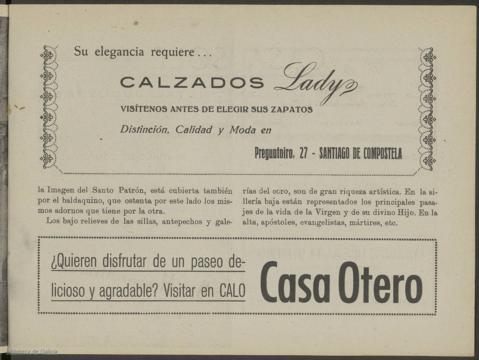 Su elegancia requiere...
CALZADOS Lady
VISÍTENOS ANTES DE ELEGIR SUS ZAPATOS
Distinción, Calidad y Moda en
Preguntoiro, 27 - SANTIAGO DE COMPOSTELA
la Imagen del Santo Patrón, está cubierta también
por el baldaquino, que ostenta por este lado los mis-
mos adornos que tiene por la otra.
Los bajo relieves de las sillas, antepechos y gale-
rías del coro, son de gran riqueza artística. En la si-
llería baja están representados los principales pasa-
jes de la vida de la Virgen y de su divino Hijo. En la
alta, apóstoles, evangelistas, mártires, etc.
¿Quieren disfrutar de un paseo de-
licioso y agradable? Visitar en CALO
Casa Otero
de Galicia